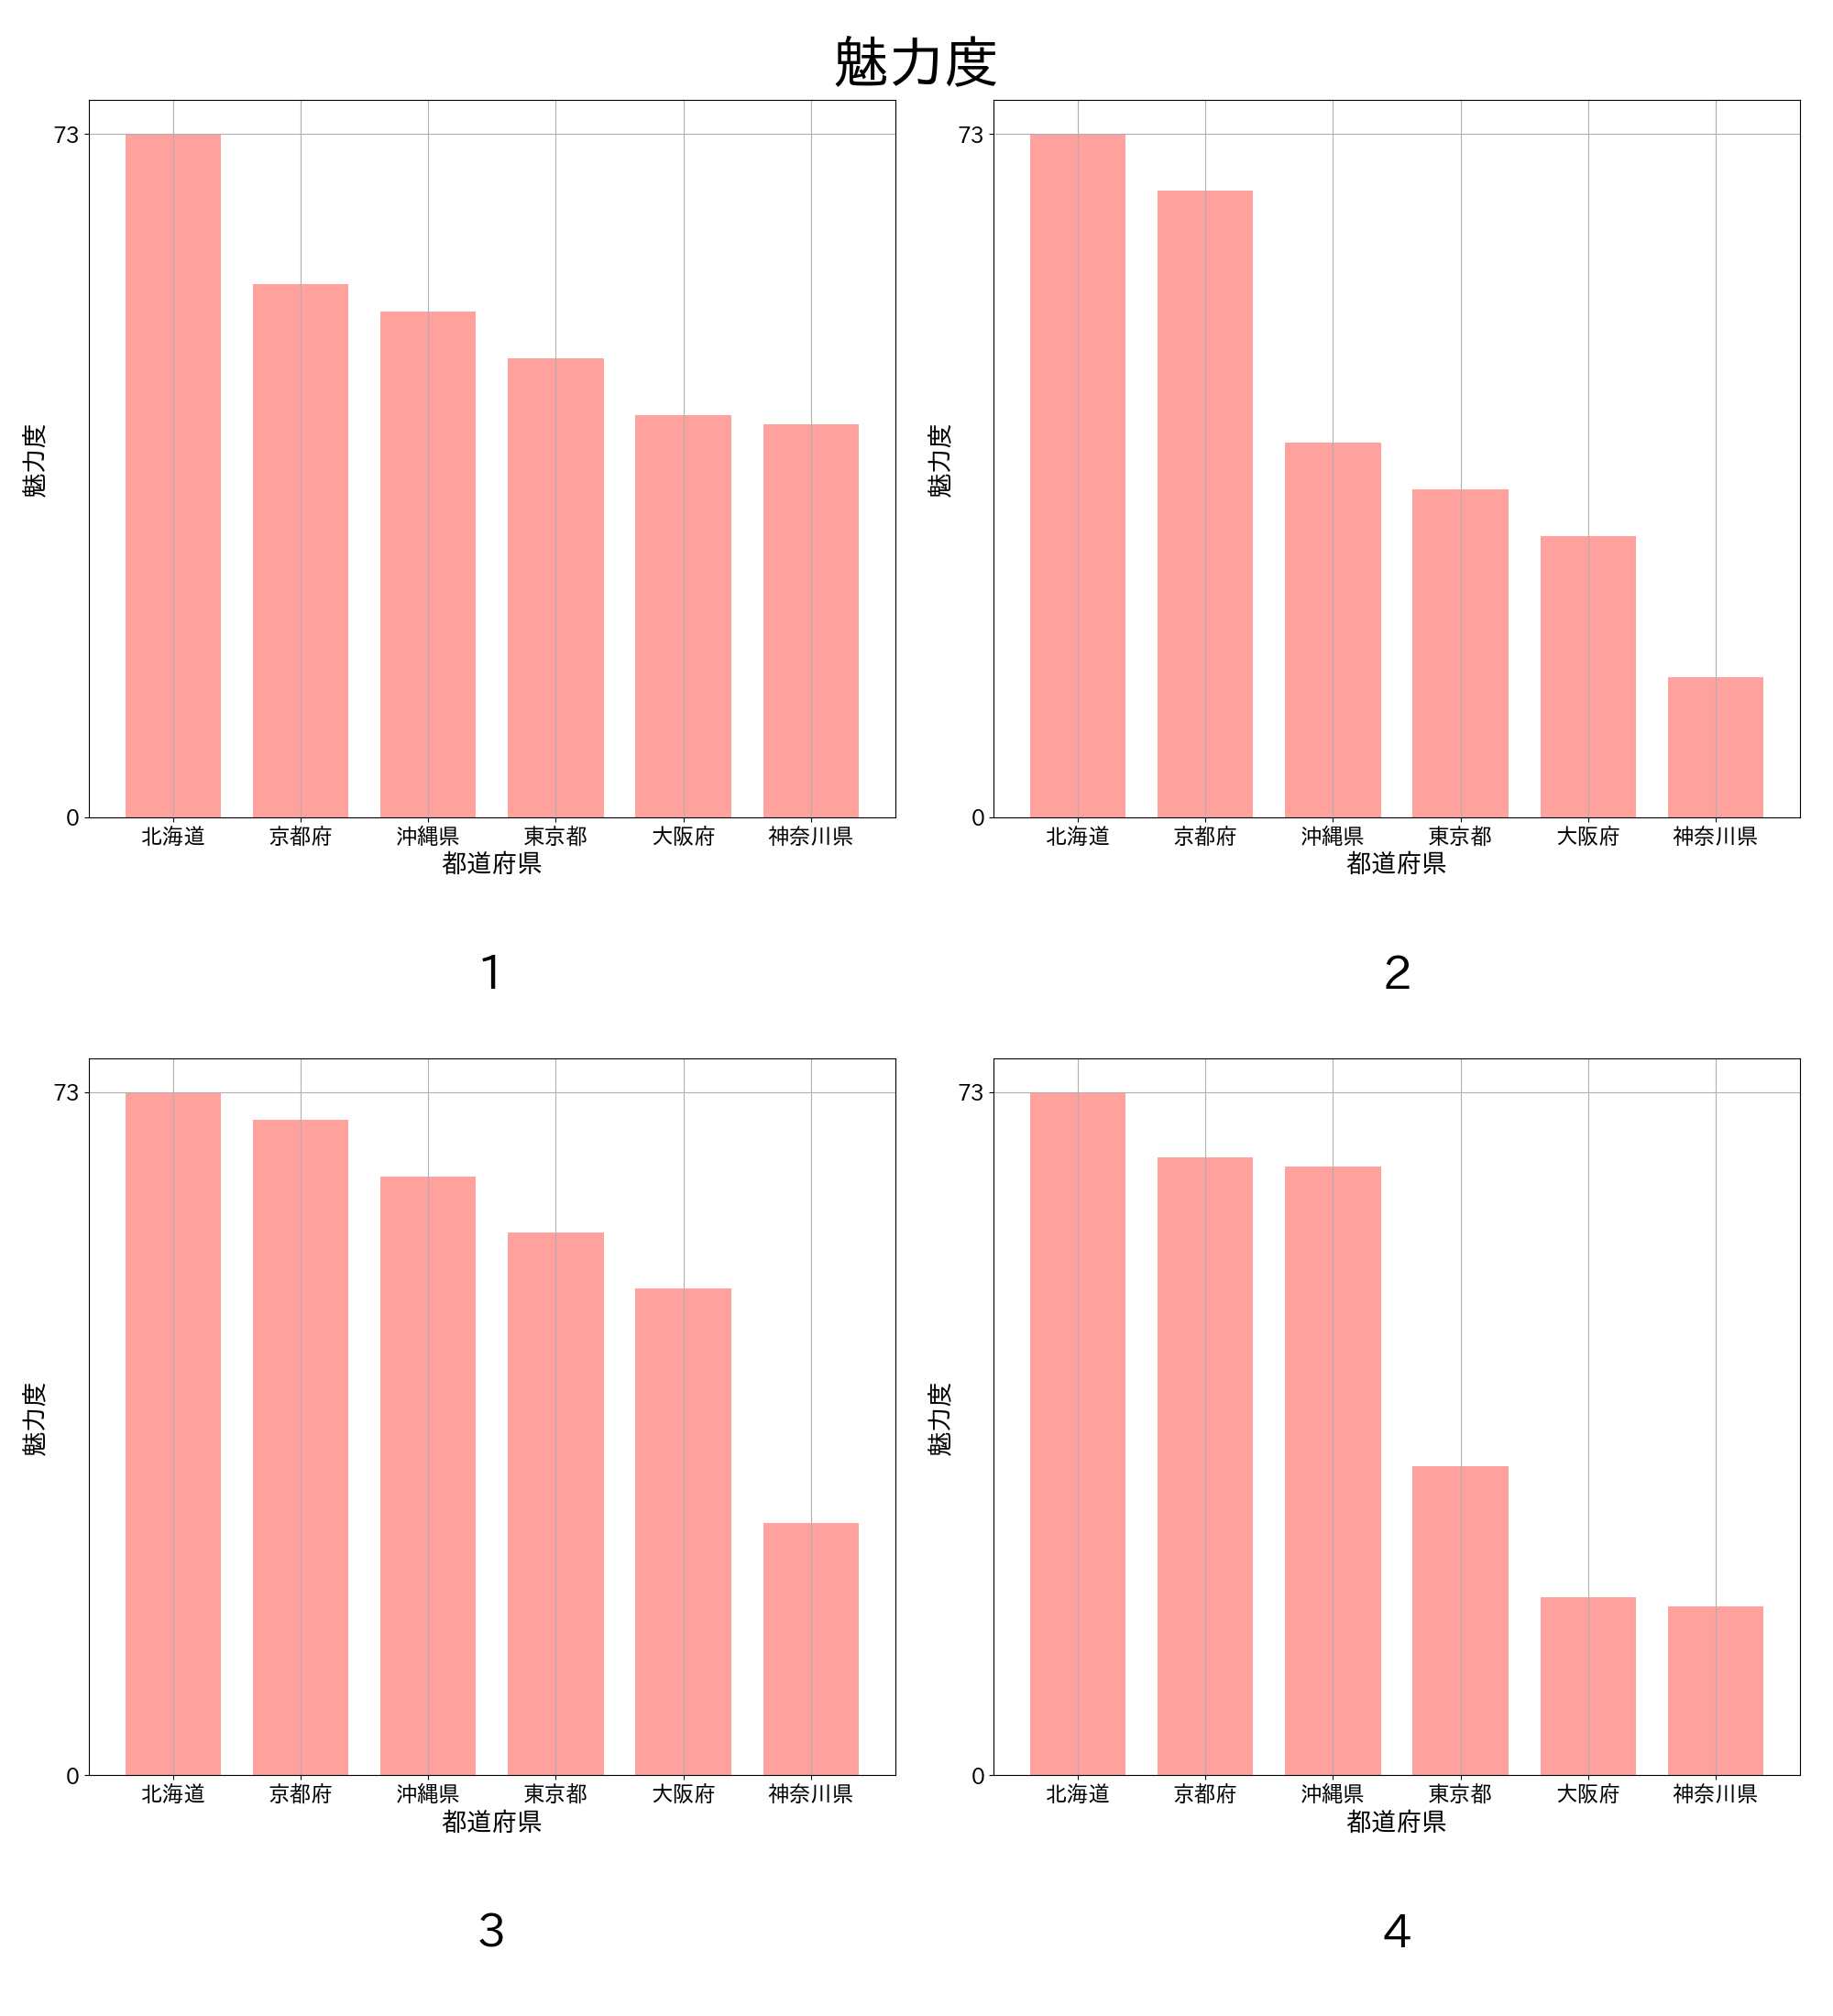 魅力度
73
0
魅力度
北海道 京都府 沖縄県 東京都 大阪府 神奈川県
都道府県
1
73
0
魅力度
北海道 京都府 沖縄県 東京都 大阪府 神奈川県
都道府県
2
73
0
魅力度
北海道 京都府 沖縄県 東京都 大阪府 神奈川県
都道府県
3
73
0
魅力度
北海道 京都府 沖縄県 東京都 大阪府 神奈川県
都道府県
4